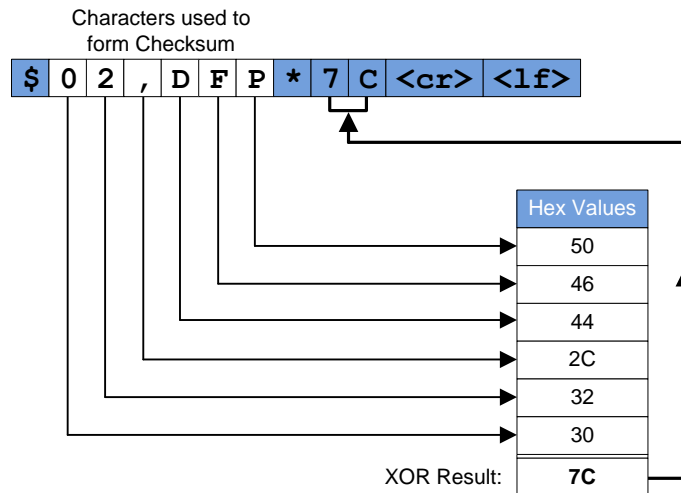 Characters used to
form Checksum
$ 0 2 , D F P * 7 C <cr> <lf>
Hex Values
50
46
44
2C
32
30
XOR Result: 7C